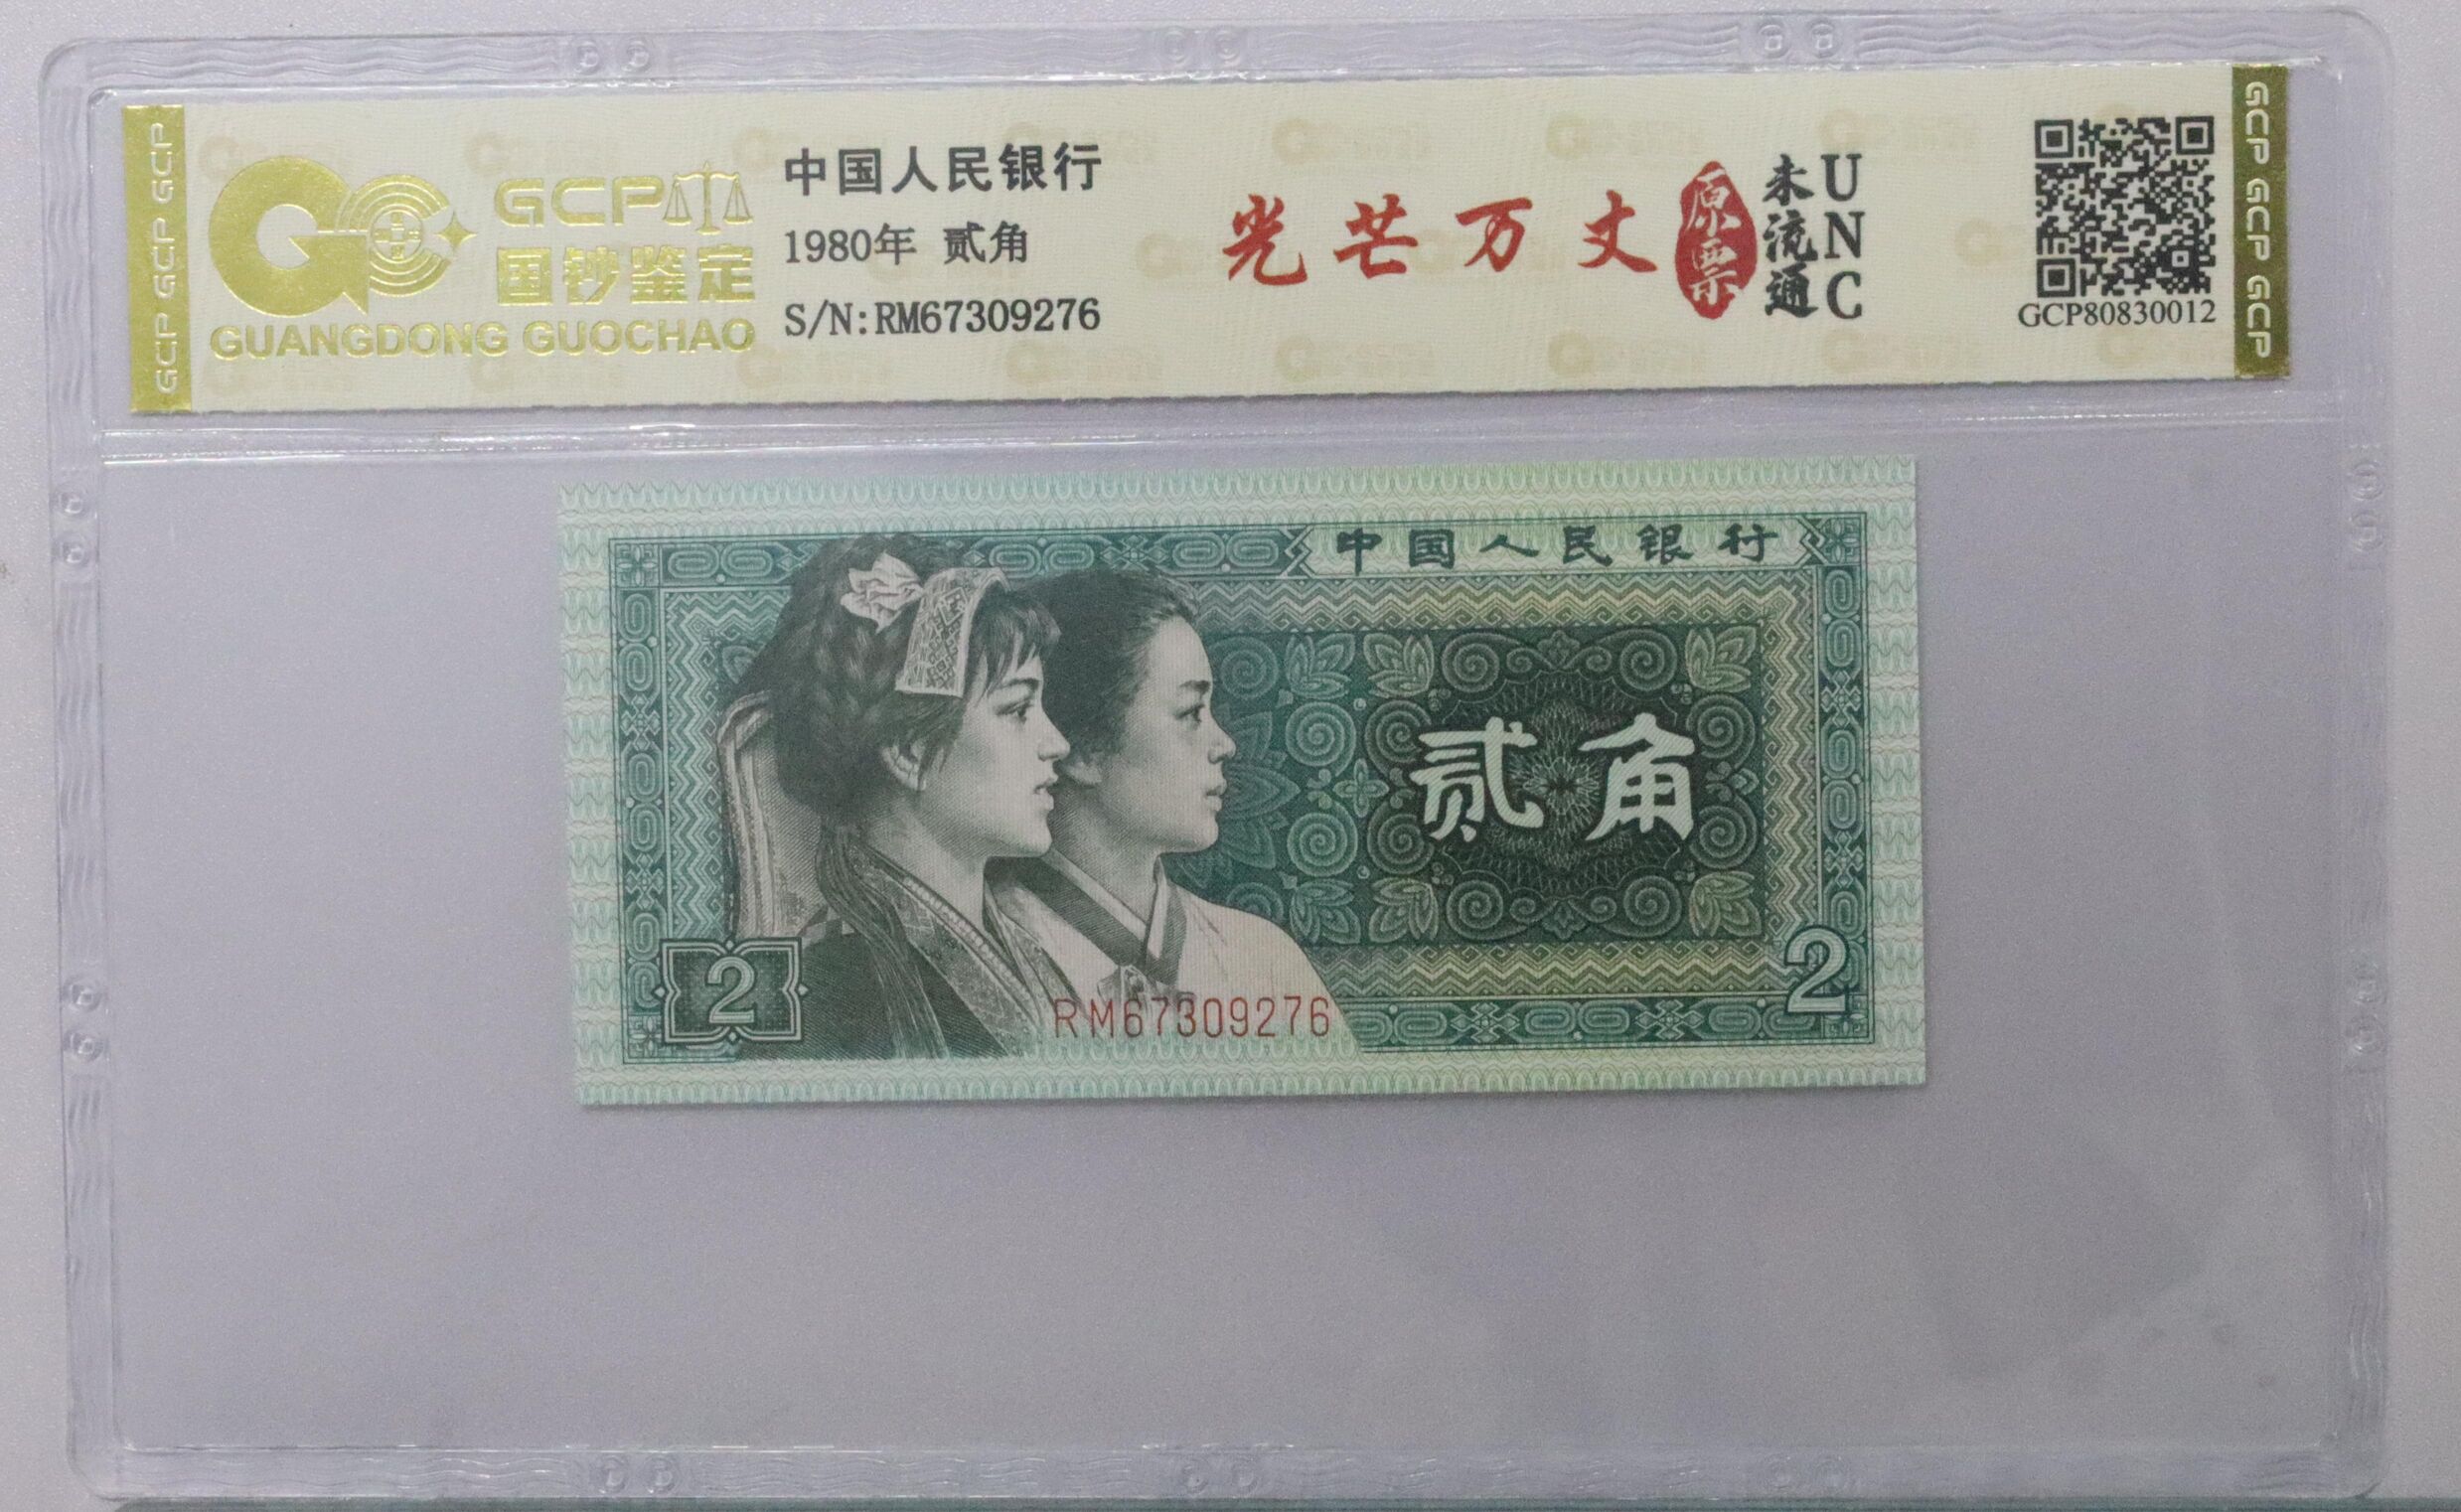 GCP GCP GCP
GCP
国钞鉴定
GUANGDONG GUOCHAO
中国人民银行
1980年 贰角
S/N:RM67309276
光芒万丈
原票
未流通
UNC
GCP80830012
GCP GCP GCP
中国人民银行
贰角
2
2
RM67309276